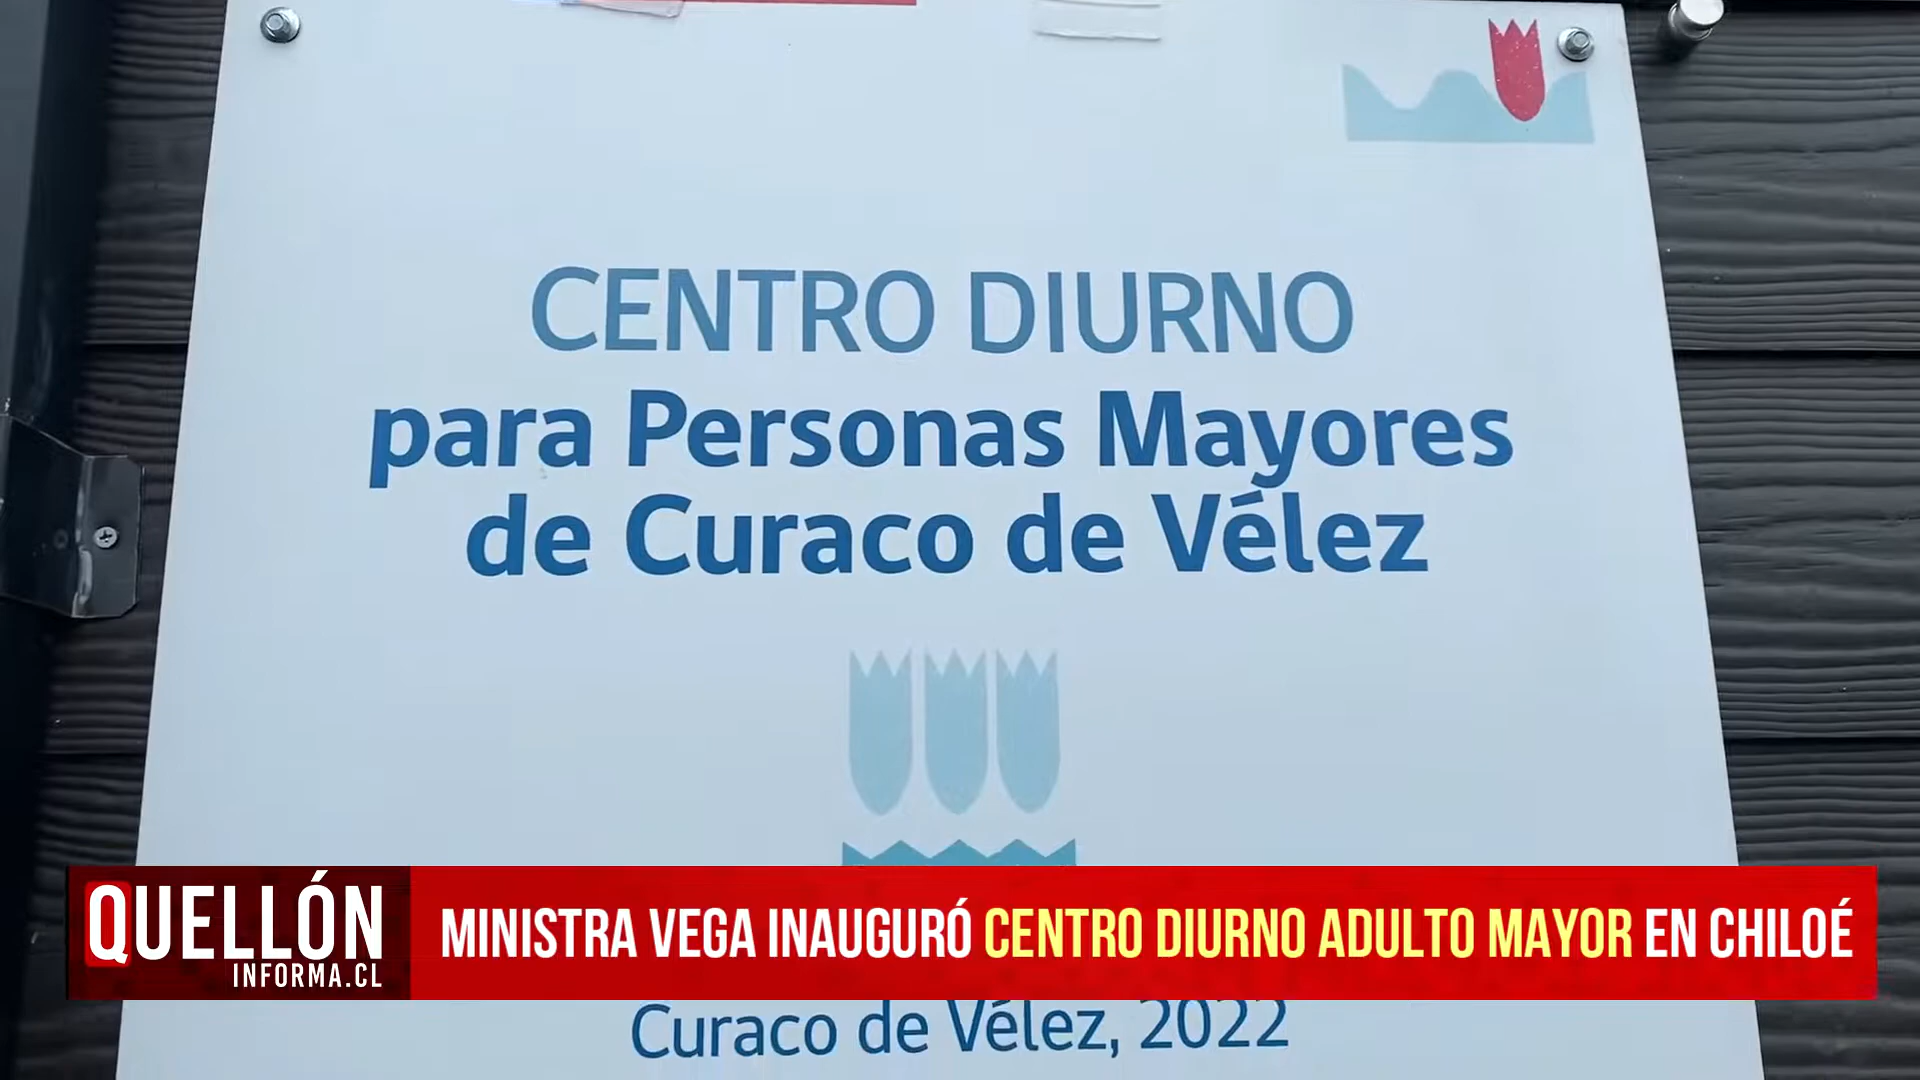 CENTRO DIURNO
para Personas Mayores
de Curaco de Vélez
QUELLÓN
INFORMA.CL
MINISTRA VEGA INAUGURÓ CENTRO DIURNO ADULTO MAYOR EN CHILOÉ
Curaco de Vélez, 2022